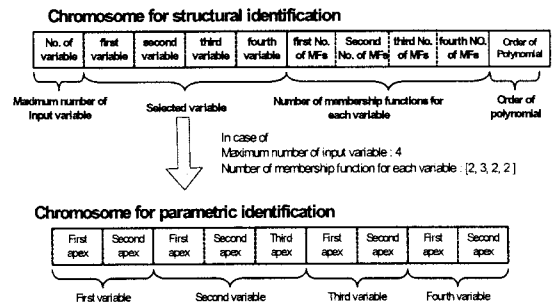 Chromosome for structural identification
No. of variable
first variable
second variable
third variable
fourth variable
first No. of MFs
Second No. of MFs
third No. of MFs
fourth NO. of MFs
Order of Polynomial
Maximum number of Input variable
Selected variable
Number of membership functions for each variable
Order of polynomial
In case of
Maximum number of input variable : 4
Number of membership function for each variable : [2, 3, 2, 2 ]
Chromosome for parametric identification
First apex
Second apex
First apex
Second apex
Third apex
First apex
Second apex
First apex
Second apex
First variable
Second variable
Third variable
Fourth variable